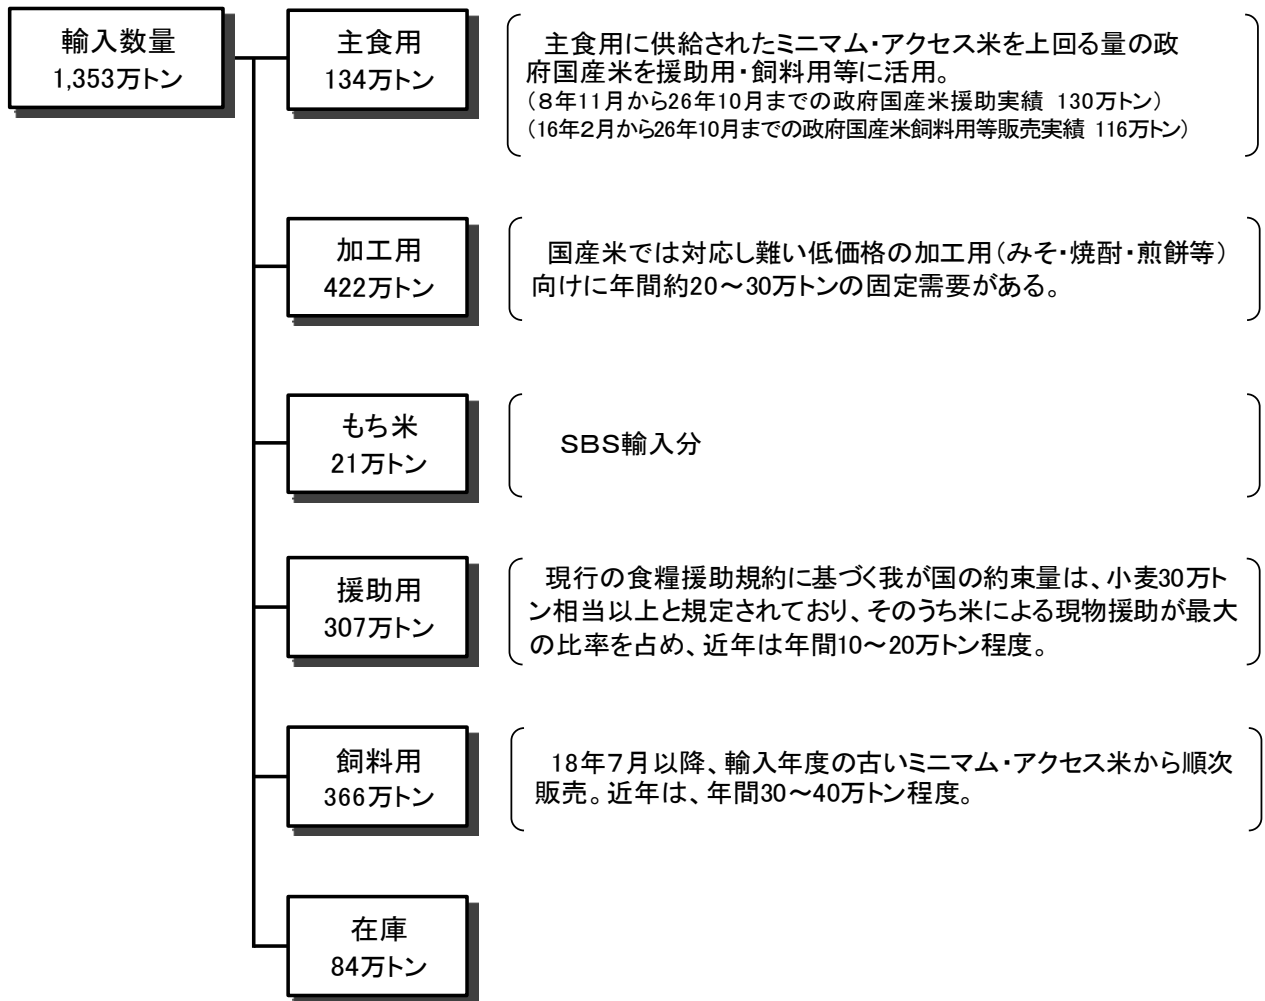 輸入数量
1,353万トン
主食用
134万トン
主食用に供給されたミニマム・アクセス米を上回る量の政
府国産米を援助用・飼料用等に活用。
(8年11月から26年10月までの政府国産米援助実績 130万トン)
(16年2月から26年10月までの政府国産米飼料用等販売実績 116万トン)
加工用
422万トン
国産米では対応し難い低価格の加工用(みそ・焼酎・煎餅等)
向けに年間約20～30万トンの固定需要がある。
もち米
21万トン
SBS輸入分
援助用
307万トン
現行の食糧援助規約に基づく我が国の約束量は、小麦30万ト
ン相当以上と規定されており、そのうち米による現物援助が最大
の比率を占め、近年は年間10～20万トン程度。
飼料用
366万トン
18年7月以降、輸入年度の古いミニマム・アクセス米から順次
販売。近年は、年間30～40万トン程度。
在庫
84万トン